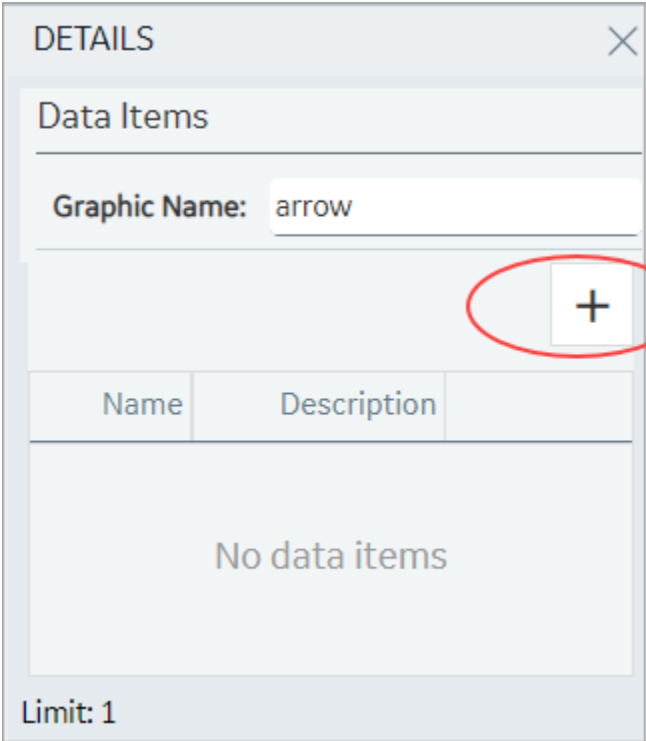 DETAILS
Data Items
Graphic Name: arrow
+
Name Description
No data items
Limit: 1